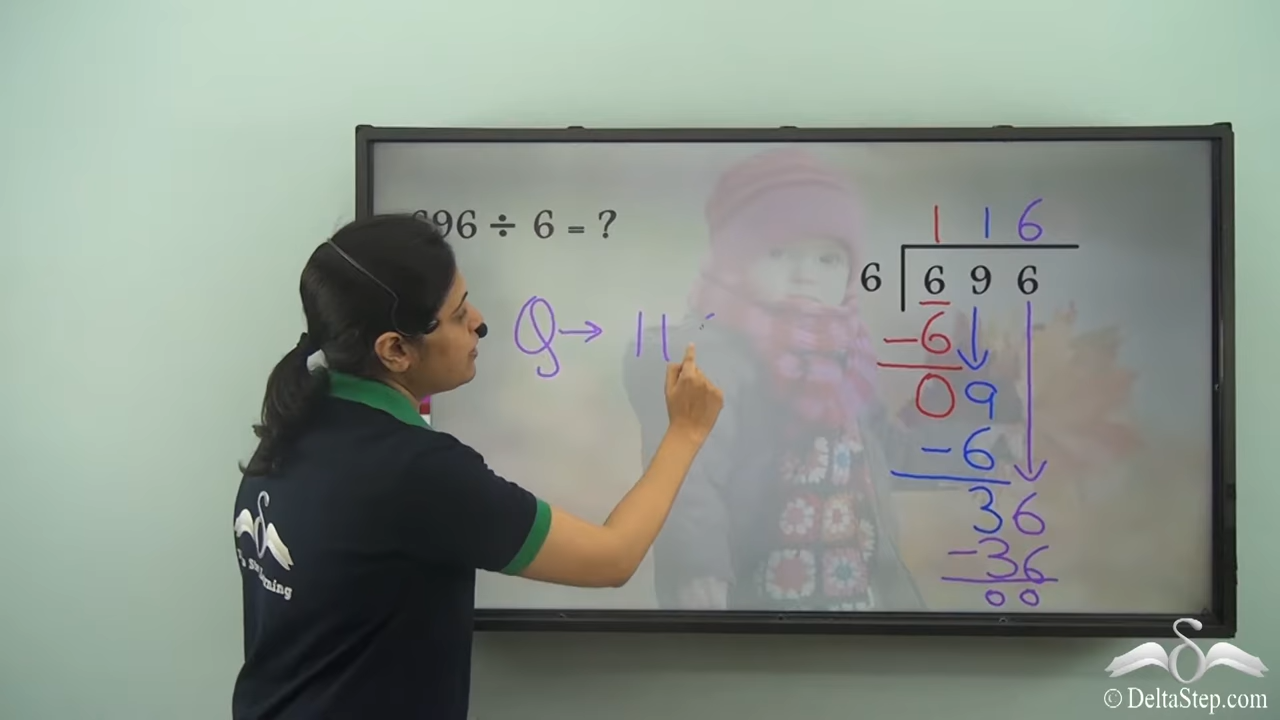 696 ÷ 6 = ?
Q → 11
1 1 6
6 6 9 6
-6
0 9
-6
3 6
-3 6
0 0
© DeltaStep.com